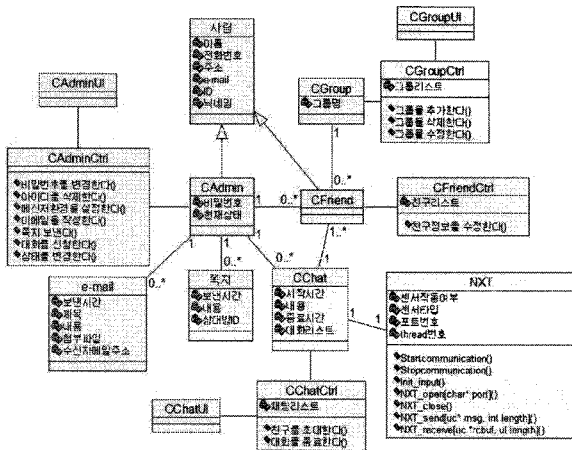 사람
이름
전화번호
주소
e-mail
ID
닉네임
CGroupUI
CGroupCtrl
그룹리스트
그룹을 추가한다()
그룹을 삭제한다()
그룹을 수정한다()
CGroup
그룹명
CAdminUI
CAdminCtrl
비밀번호를 변경한다()
아이디를 삭제한다()
메신저환경을 설정한다()
이메일을 작성한다()
쪽지 보낸다()
대화를 신청한다()
상태를 변경한다()
CAdmin
비밀번호
현재상태
1
0..*
1
0..*
CFriend
1..*
CFriendCtrl
친구리스트
친구정보를 수정한다()
1
1
1
0..*
0..*
0..*
e-mail
보낸시간
제목
내용
첨부파일
수신자메일주소
쪽지
보낸시간
내용
상대방ID
CChat
시작시간
내용
종료시간
대화리스트
1
1
1
NXT
센서작동여부
센서타입
포트번호
thread번호
Startcommunication()
Stopcommunication()
Init_input()
NXT_open(char* port)()
NXT_close()
NXT_send(uc* msg, int length)()
NXT_receive(uc *rcbuf, ul length)()
CChatUI
CChatCtrl
채팅리스트
친구를 초대한다()
대화를 종료한다()